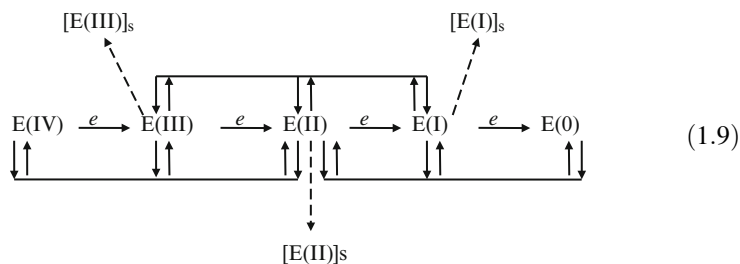 [E(III)]s [E(I)]s
e e e e
E(IV) E(III) E(II) E(I) E(0) (1.9)
[E(II)]s